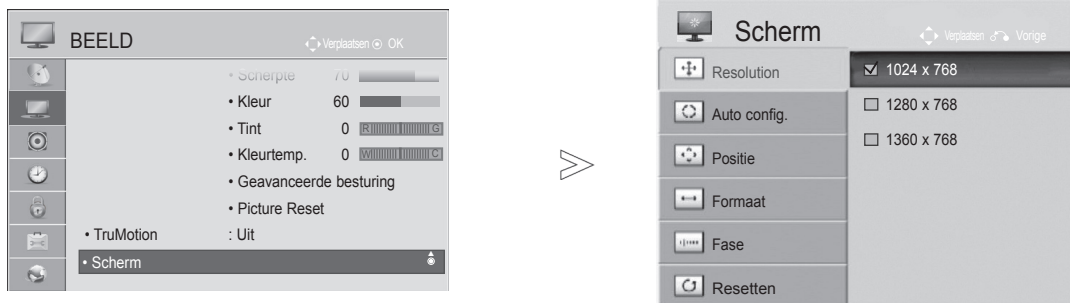 BEELD
Verplaatsen OK
• Scherpte 70
• Kleur 60
• Tint 0 R G
• Kleurtemp. 0 W C
• Geavanceerde besturing
• Picture Reset
• TruMotion : Uit
• Scherm
Scherm
Verplaatsen Vorige
Resolution
Auto config.
Positie
Formaat
Fase
Resetten
1024 x 768
1280 x 768
1360 x 768